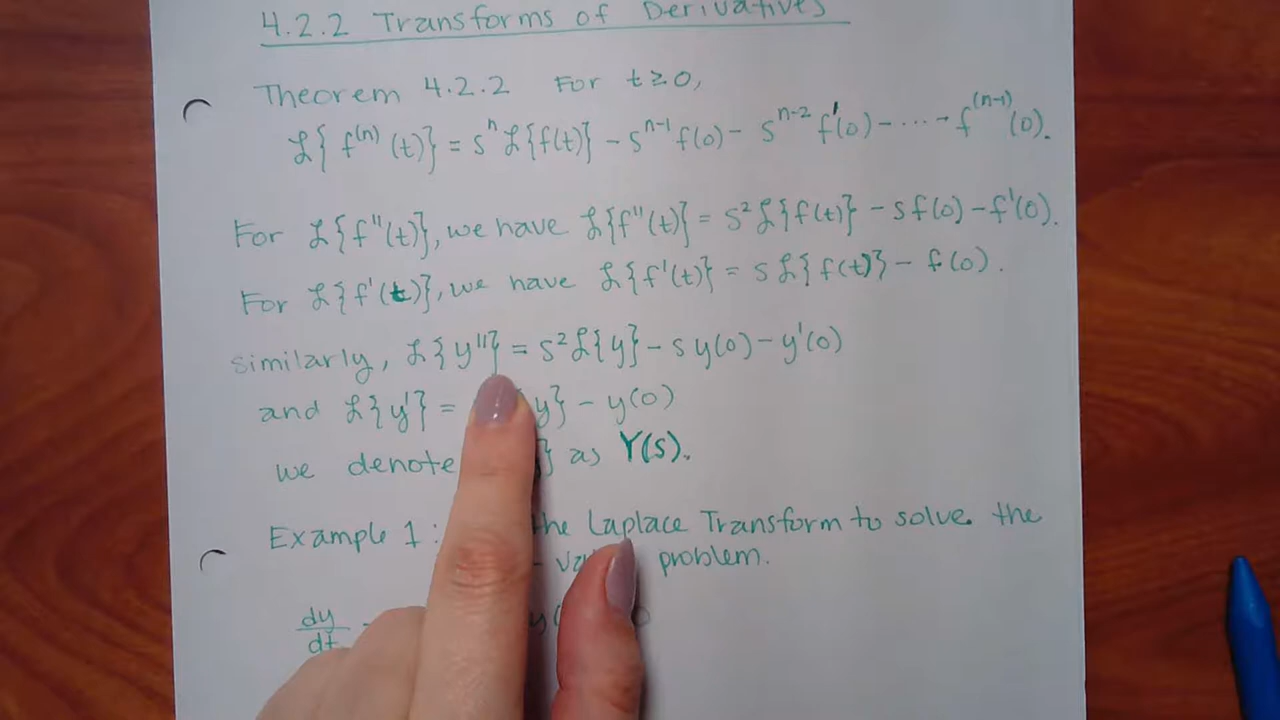 4.2.2 Transforms of Derivatives
Theorem 4.2.2 For t≥0,
ℒ{f⁽ⁿ⁾(t)} = sⁿℒ{f(t)} - sⁿ⁻¹f(0) - sⁿ⁻²f'(0) - ... - f⁽ⁿ⁻¹⁾(0).
For ℒ{f"(t)}, we have ℒ{f"(t)} = s²ℒ{f(t)} - sf(0) - f'(0).
For ℒ{f'(t)}, we have ℒ{f'(t)} = sℒ{f(t)} - f(0).
similarly, ℒ{y"} = s²ℒ{y} - sy(0) - y'(0)
and ℒ{y'} = y} - y(0)
we denote } as Y(s).
Example 1: the Laplace Transform to solve the
problem.
dy/dt